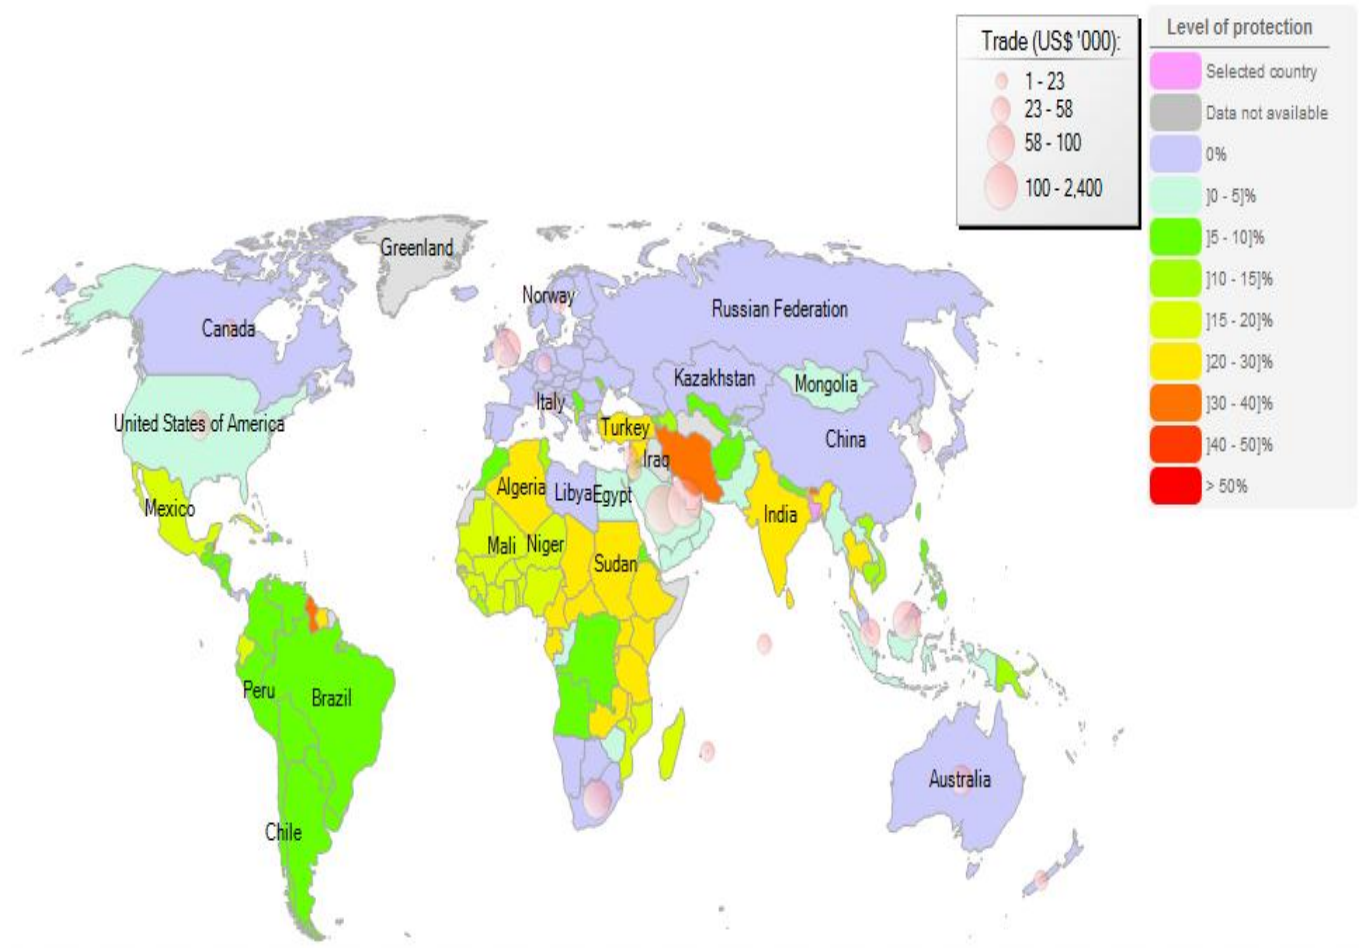 Trade (US$ '000):
1 - 23
23 - 58
58 - 100
100 - 2,400
Level of protection
Selected country
Data not available
0%
]0 - 5]%
]5 - 10]%
]10 - 15]%
]15 - 20]%
]20 - 30]%
]30 - 40]%
]40 - 50]%
> 50%
Greenland
Norway
Russian Federation
Canada
Kazakhstan
Mongolia
Italy
United States of America
Turkey
China
Iraq
Algeria
Libya
Egypt
Mexico
India
Mali
Niger
Sudan
Peru
Brazil
Australia
Chile